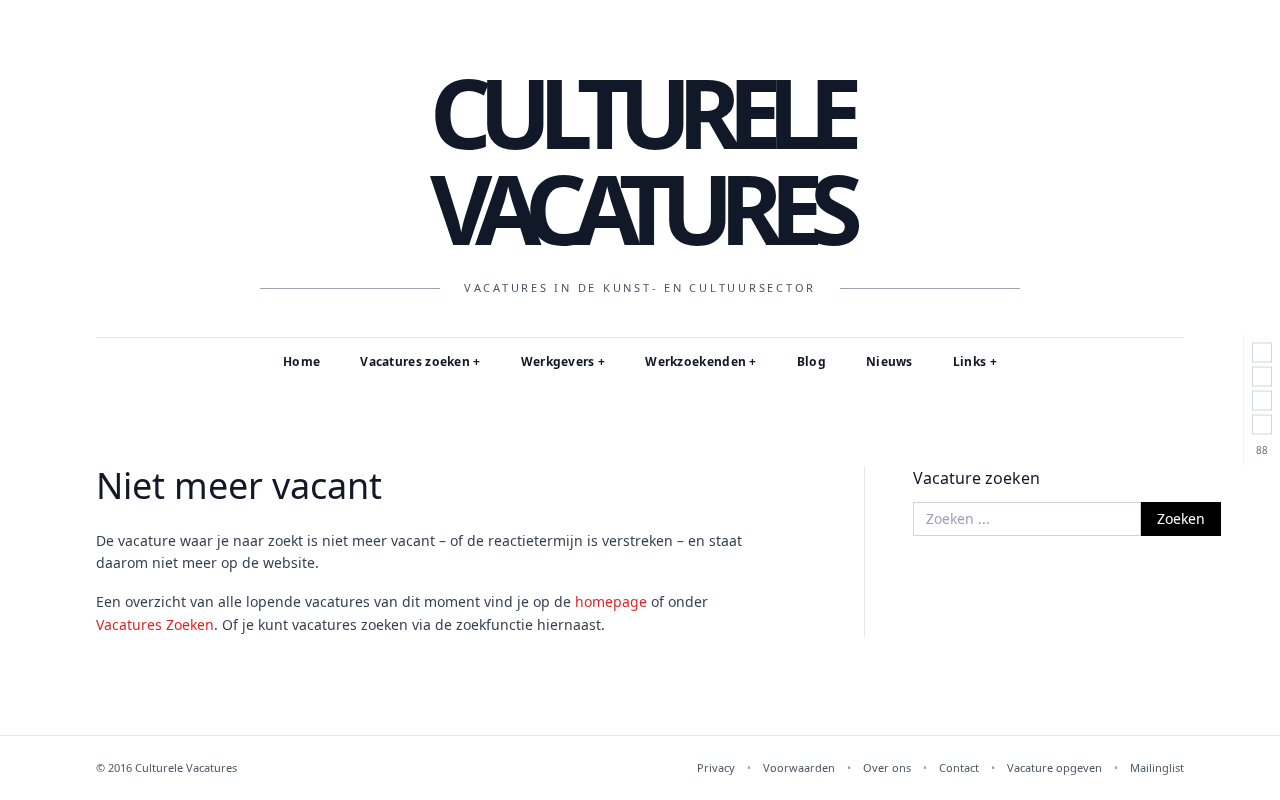 CULTURELE
VACATURES
VACATURES IN DE KUNST- EN CULTUURSECTOR
Home Vacatures zoeken + Werkgevers + Werkzoekenden + Blog Nieuws Links +
88
Niet meer vacant
De vacature waar je naar zoekt is niet meer vacant – of de reactietermijn is verstreken – en staat
daarom niet meer op de website.
Een overzicht van alle lopende vacatures van dit moment vind je op de homepage of onder
Vacatures Zoeken. Of je kunt vacatures zoeken via de zoekfunctie hiernaast.
Vacature zoeken
Zoeken ... Zoeken
© 2016 Culturele Vacatures
Privacy • Voorwaarden • Over ons • Contact • Vacature opgeven • Mailinglist